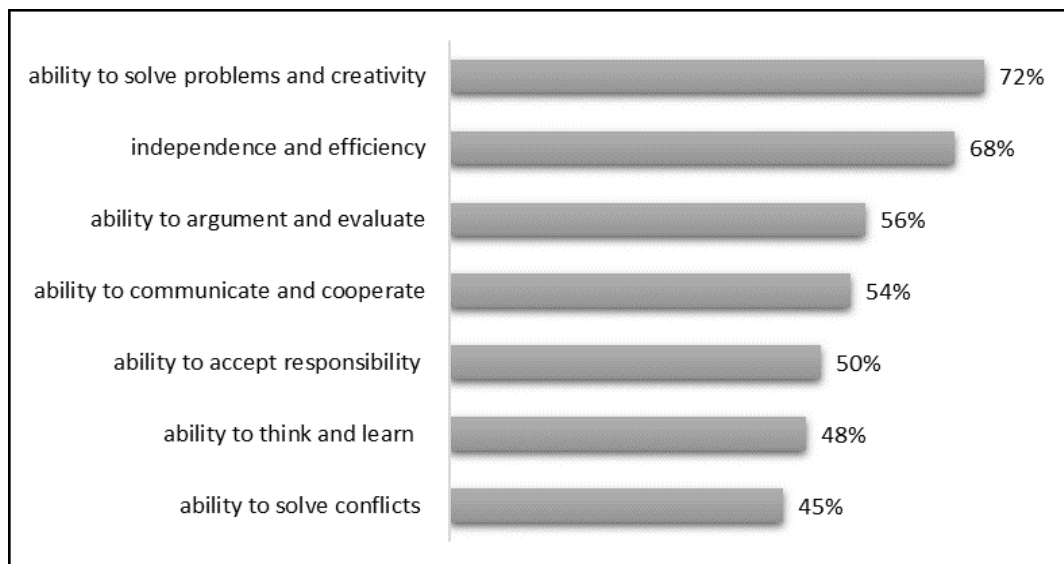 ability to solve problems and creativity 72%
independence and efficiency 68%
ability to argument and evaluate 56%
ability to communicate and cooperate 54%
ability to accept responsibility 50%
ability to think and learn 48%
ability to solve conflicts 45%